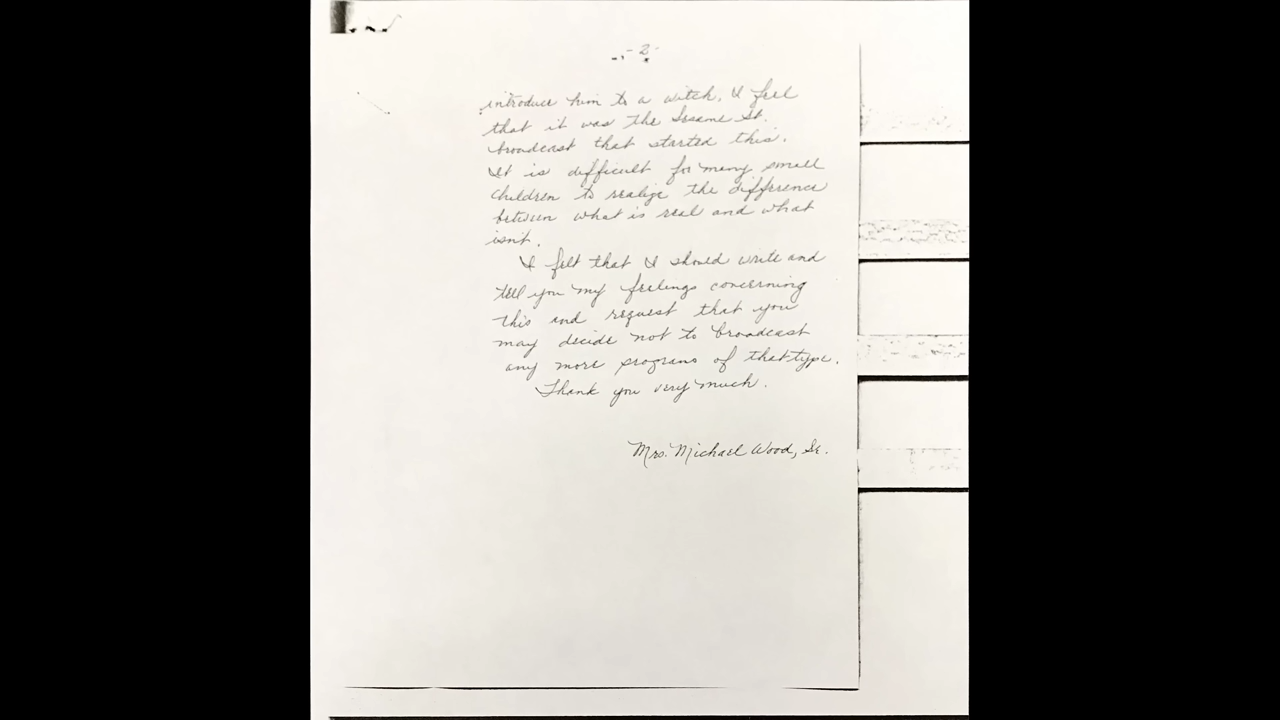 - 2 -
introduce him to a witch. I feel
that it was the Sesame St.
broadcast that started this.
It is difficult for many small
children to realize the difference
between what is real and what
isn't.
I felt that I should write and
tell you my feelings concerning
this and request that you
may decide not to broadcast
any more programs of that type.
Thank you very much.
Mrs. Michael Wood, Sr.